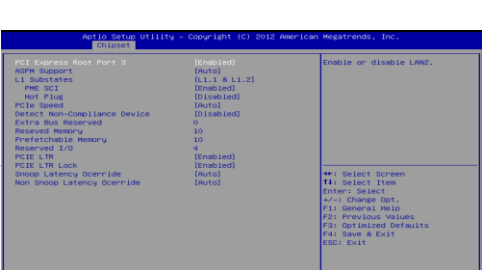 Aptio Setup Utility - Copyright (C) 2012 American Megatrends, Inc.
Chipset
PCI Express Root Port 3 [Enabled]
ASPM Support [Auto]
L1 Substates [L1.1 & L1.2]
PME SCI [Enabled]
Hot Plug [Disabled]
PCIe Speed [Auto]
Detect Non-Compliance Device [Disabled]
Extra Bus Reserved 0
Reseved Memory 10
Prefetchable Memory 10
Reserved I/O 4
PCIE LTR [Enabled]
PCIE LTR Lock [Enabled]
Snoop Latency Ocerride [Auto]
Non Snoop Latency Ocerride [Auto]
Enable or disable LAN2.
→←: Select Screen
↑↓: Select Item
Enter: Select
+/-: Change Opt.
F1: General Help
F2: Previous Values
F3: Optimized Defaults
F4: Save & Exit
ESC: Exit